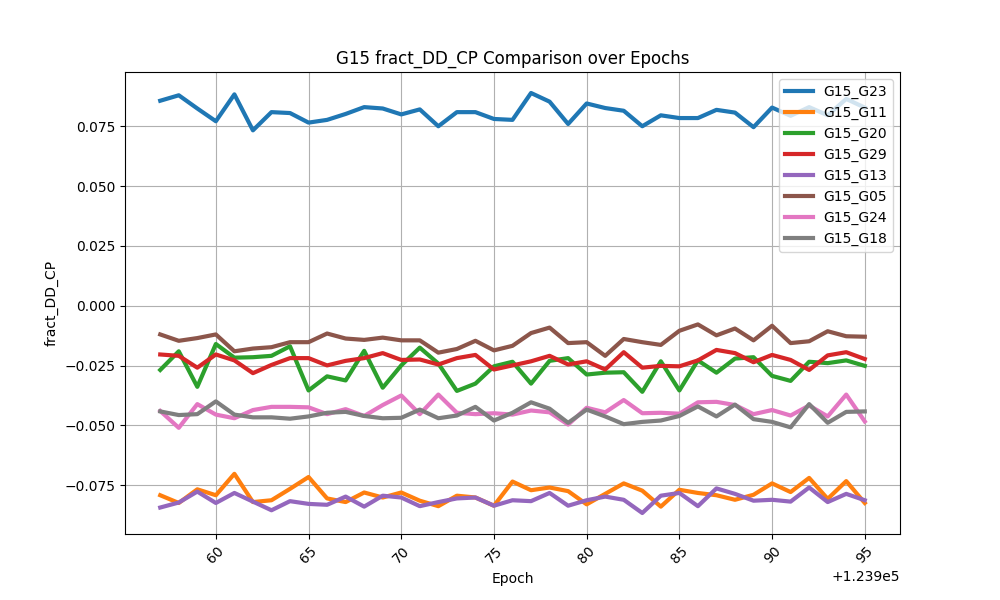 G15 fract_DD_CP Comparison over Epochs
G15_G23
G15_G11
G15_G20
G15_G29
G15_G13
G15_G05
G15_G24
G15_G18
fract_DD_CP
0.075
0.050
0.025
0.000
−0.025
−0.050
−0.075
60
65
70
75
80
85
90
95
+1.239e5
Epoch